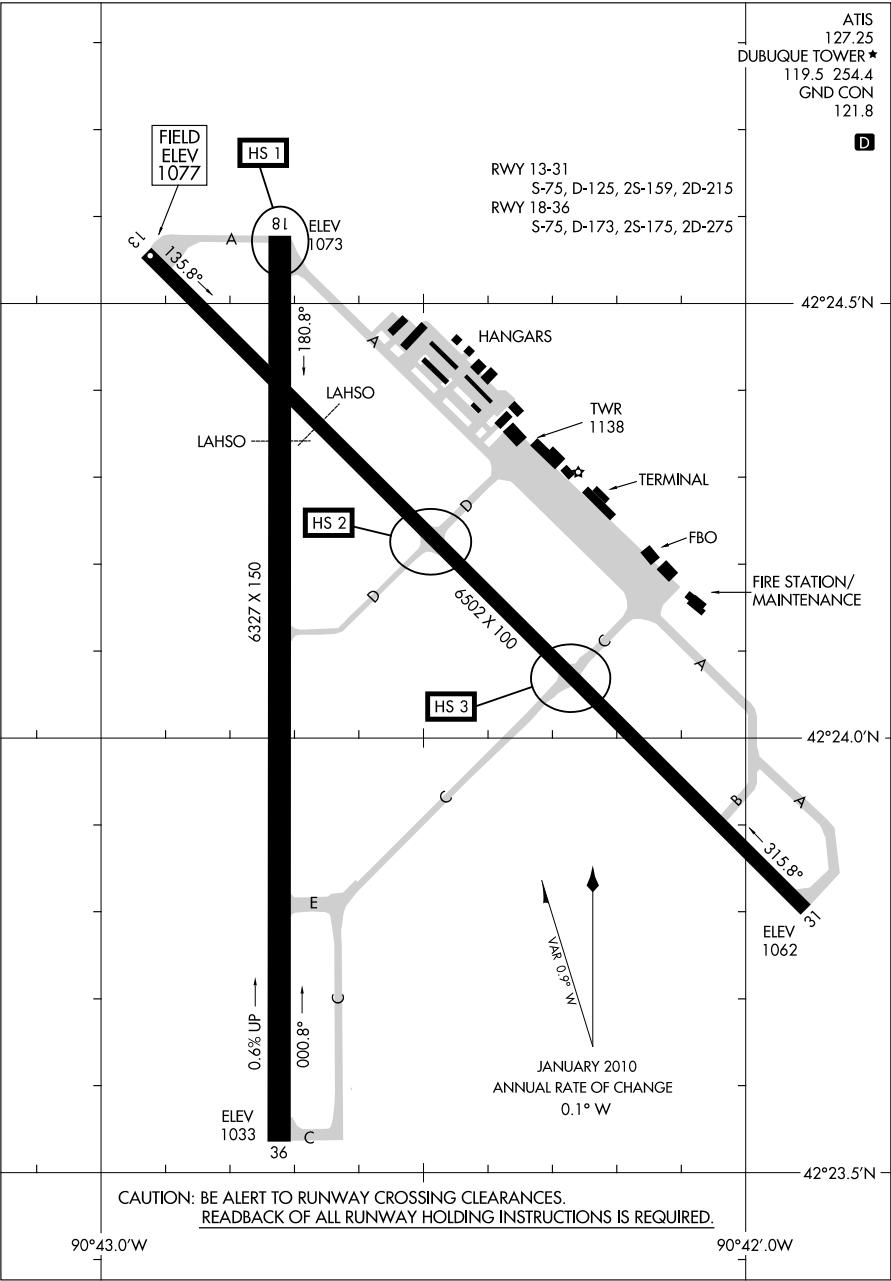 ATIS
127.25
DUBUQUE TOWER ★
119.5 254.4
GND CON
121.8
D
FIELD
ELEV
1077
HS 1
RWY 13-31
S-75, D-125, 2S-159, 2D-215
RWY 18-36
S-75, D-173, 2S-175, 2D-275
18
ELEV
1073
13
A
135.8°
42°24.5'N
180.8°
A
HANGARS
LAHSO
LAHSO
TWR
1138
TERMINAL
D
HS 2
FBO
6327 X 150
D
6502 X 100
FIRE STATION/
MAINTENANCE
C
A
HS 3
42°24.0'N
C
B
A
315.8°
E
31
ELEV
1062
VAR 0.9° W
C
0.6% UP
000.8°
JANUARY 2010
ANNUAL RATE OF CHANGE
0.1° W
ELEV
1033
C
36
42°23.5'N
CAUTION: BE ALERT TO RUNWAY CROSSING CLEARANCES.
READBACK OF ALL RUNWAY HOLDING INSTRUCTIONS IS REQUIRED.
90°43.0'W
90°42'.0W